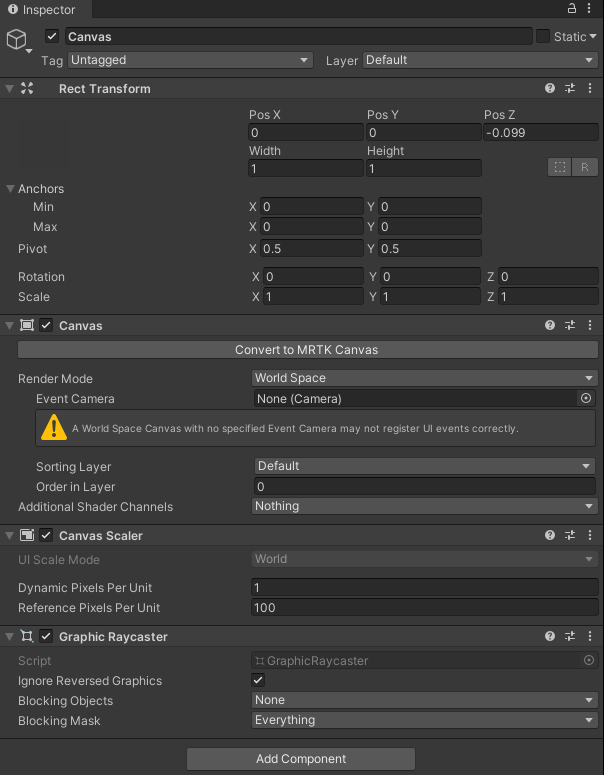 Inspector
Canvas
Static
Tag Untagged Layer Default
Rect Transform
Pos X Pos Y Pos Z
0 0 -0.099
Width Height
1 1 R
Anchors
Min X 0 Y 0
Max X 0 Y 0
Pivot X 0.5 Y 0.5
Rotation X 0 Y 0 Z 0
Scale X 1 Y 1 Z 1
Canvas
Convert to MRTK Canvas
Render Mode World Space
Event Camera None (Camera)
A World Space Canvas with no specified Event Camera may not register UI events correctly.
Sorting Layer Default
Order in Layer 0
Additional Shader Channels Nothing
Canvas Scaler
UI Scale Mode World
Dynamic Pixels Per Unit 1
Reference Pixels Per Unit 100
Graphic Raycaster
Script GraphicRaycaster
Ignore Reversed Graphics
Blocking Objects None
Blocking Mask Everything
Add Component